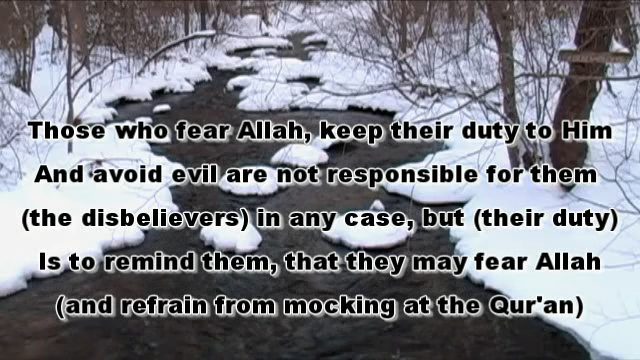 Those who fear Allah, keep their duty to Him
And avoid evil are not responsible for them
(the disbelievers) in any case, but (their duty)
Is to remind them, that they may fear Allah
(and refrain from mocking at the Qur'an)